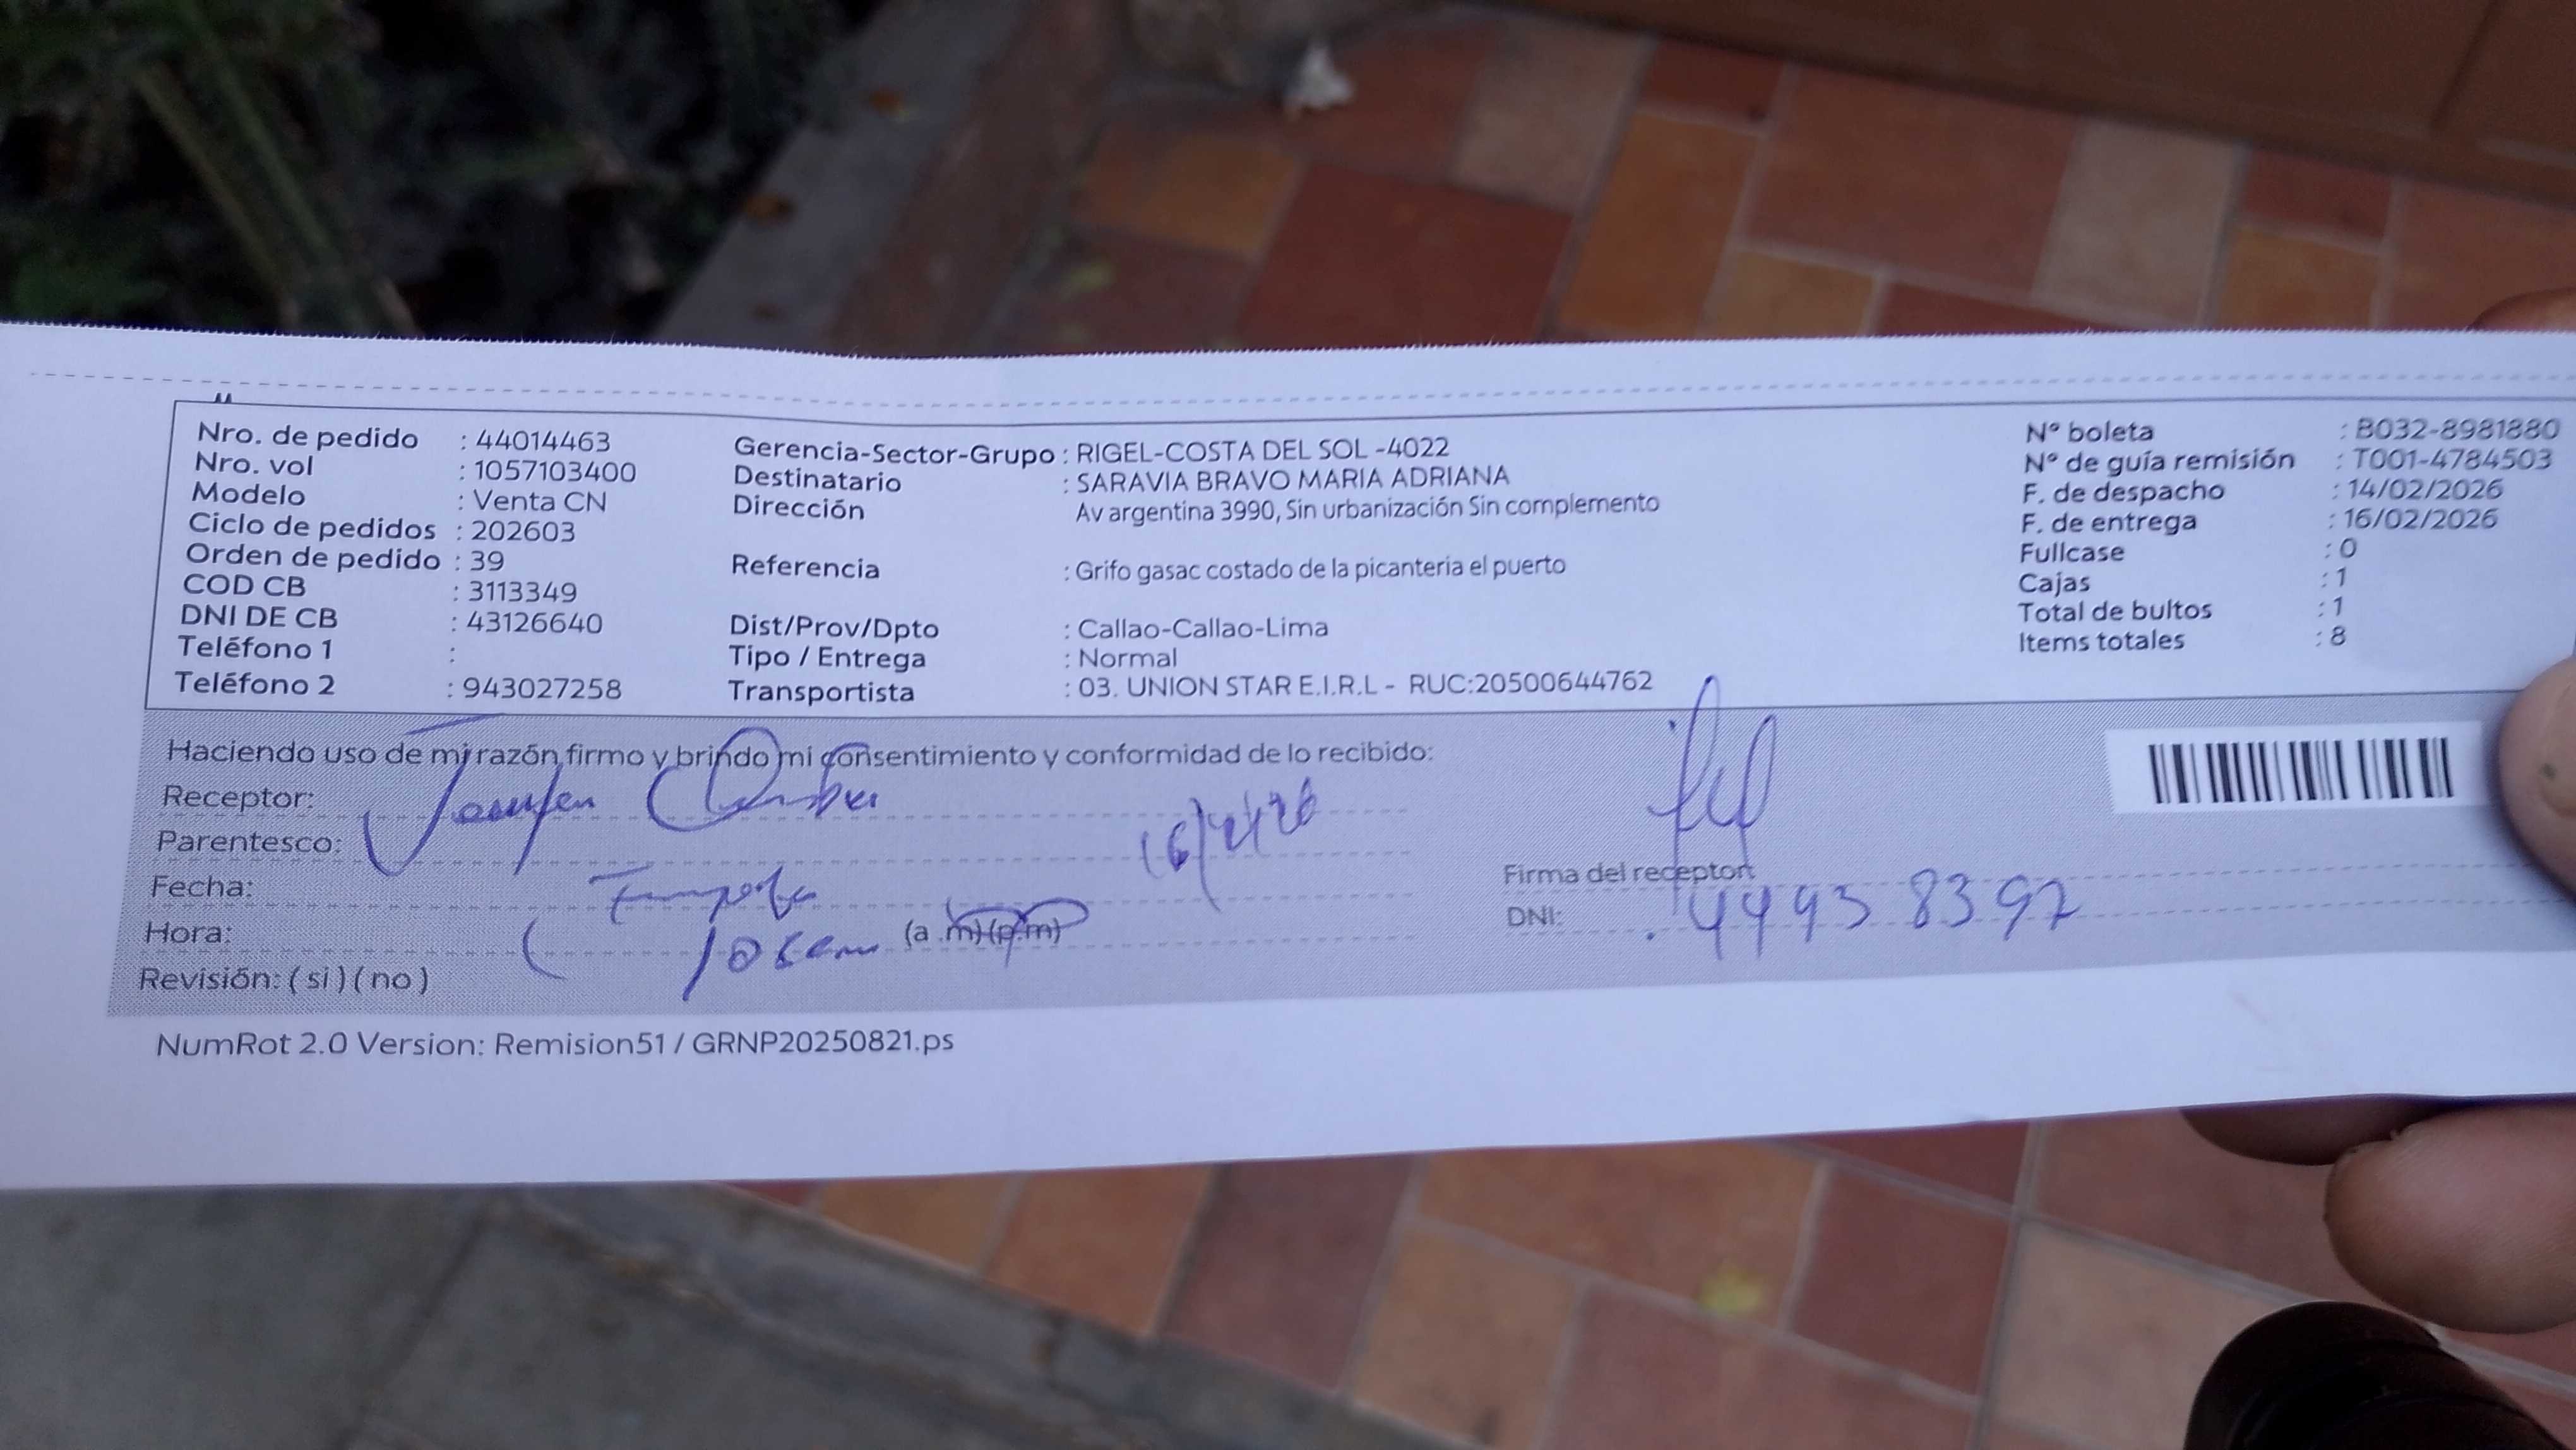 Nro. de pedido : 44014463
Nro. vol : 1057103400
Modelo : Venta CN
Ciclo de pedidos : 202603
Orden de pedido : 39
COD CB : 3113349
DNI DE CB : 43126640
Teléfono 1 :
Teléfono 2 : 943027258
Gerencia-Sector-Grupo : RIGEL-COSTA DEL SOL -4022
Destinatario : SARAVIA BRAVO MARIA ADRIANA
Dirección Av argentina 3990, Sin urbanización Sin complemento
Referencia : Grifo gasac costado de la picanteria el puerto
Dist/Prov/Dpto : Callao-Callao-Lima
Tipo / Entrega : Normal
Transportista : 03. UNION STAR E.I.R.L - RUC:20500644762
N° boleta : B032-8981880
N° de guía remisión : T001-4784503
F. de despacho : 14/02/2026
F. de entrega : 16/02/2026
Fullcase : 0
Cajas : 1
Total de bultos : 1
Items totales : 8
Haciendo uso de mi razón firmo y brindo mi consentimiento y conformidad de lo recibido:
Receptor:
Parentesco: 16/2/26
Fecha:
Hora: (a .m)(p.m)
Revisión: ( si ) ( no )
Firma del receptor:
DNI: 44938397
NumRot 2.0 Version: Remision51 / GRNP20250821.ps